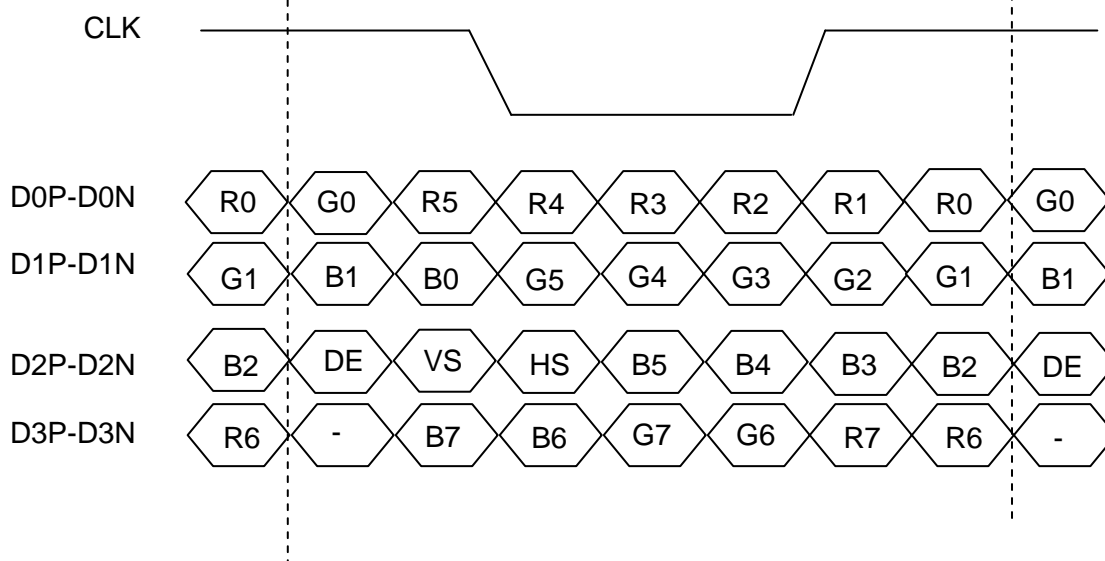 CLK
D0P-D0N R0 G0 R5 R4 R3 R2 R1 R0 G0
D1P-D1N G1 B1 B0 G5 G4 G3 G2 G1 B1
D2P-D2N B2 DE VS HS B5 B4 B3 B2 DE
D3P-D3N R6 - B7 B6 G7 G6 R7 R6 -